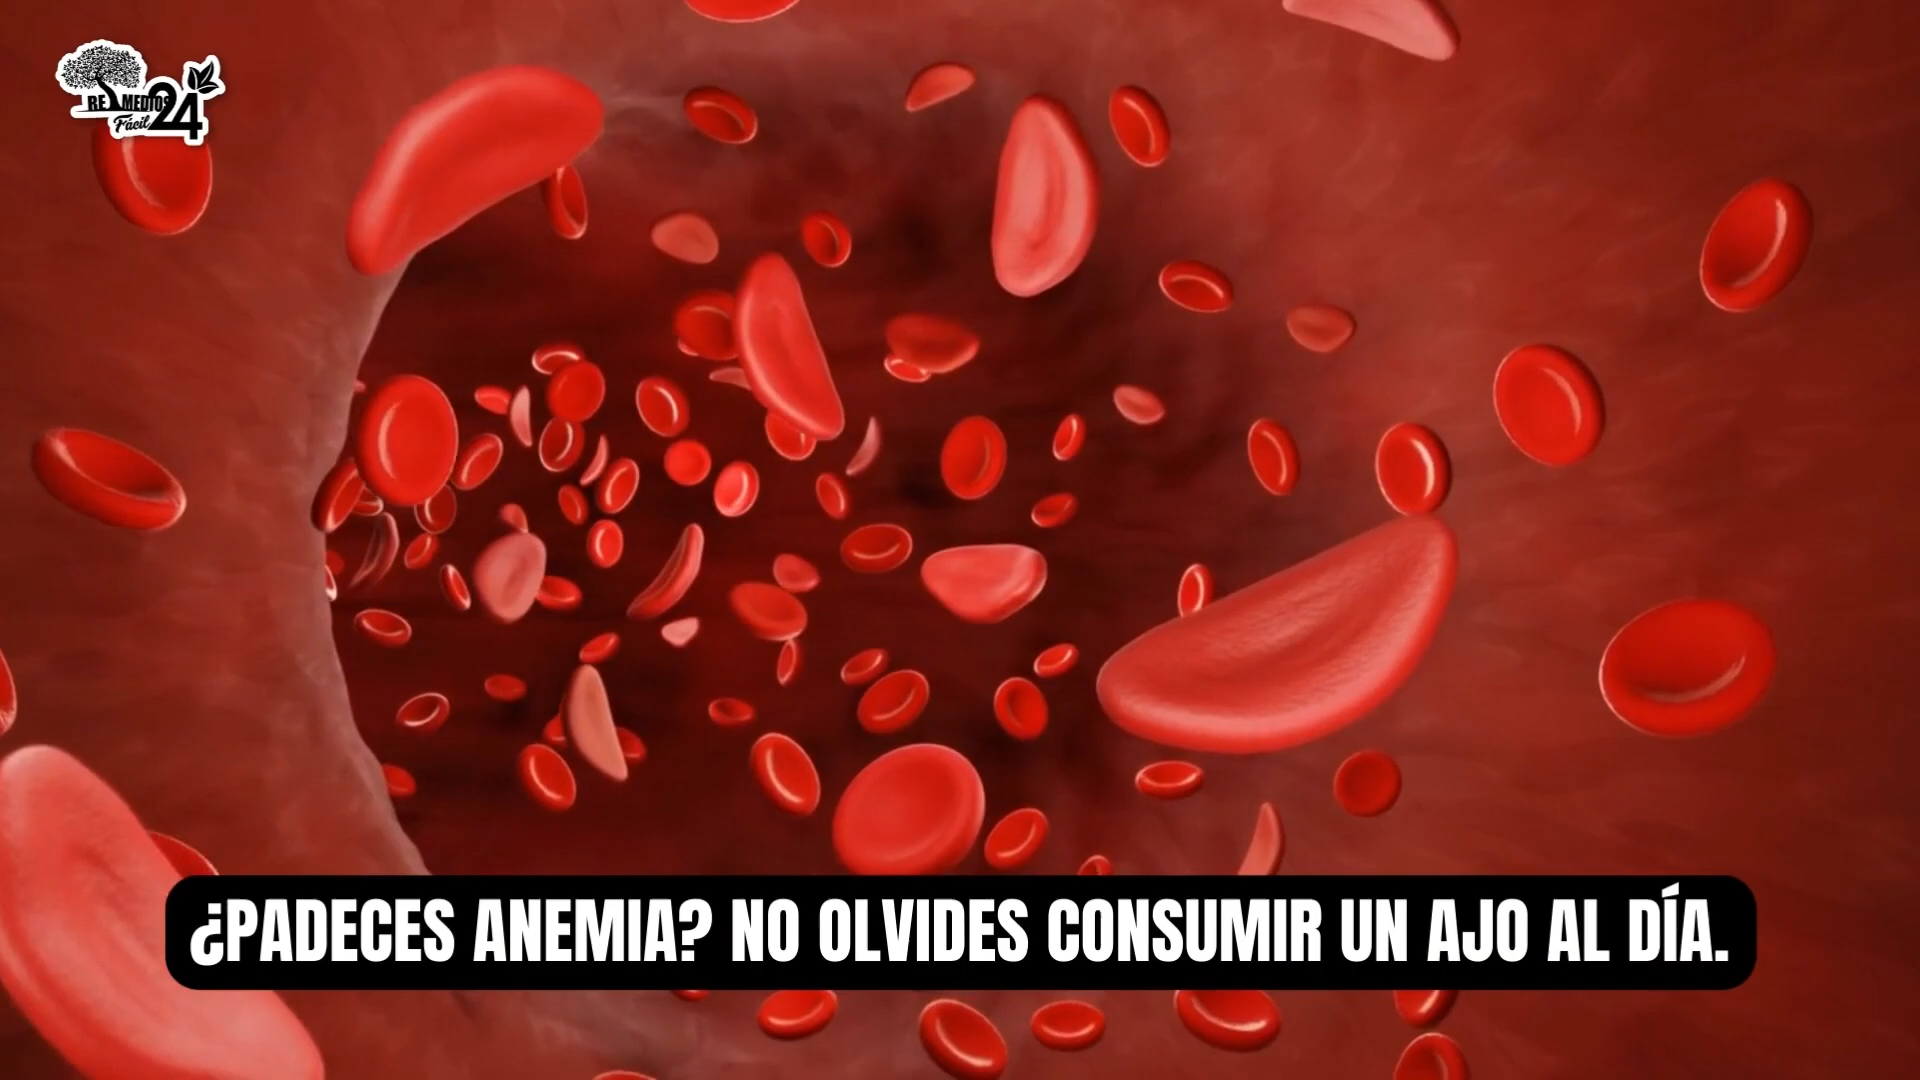 REMEDIOS
Fácil 24
¿PADECES ANEMIA? NO OLVIDES CONSUMIR UN AJO AL DÍA.